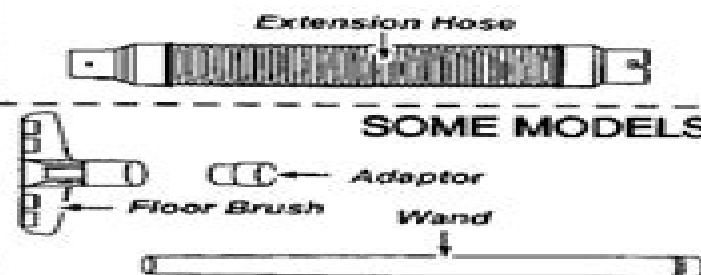 Extension Hose
SOME MODELS
Adaptor
Floor Brush
Wand